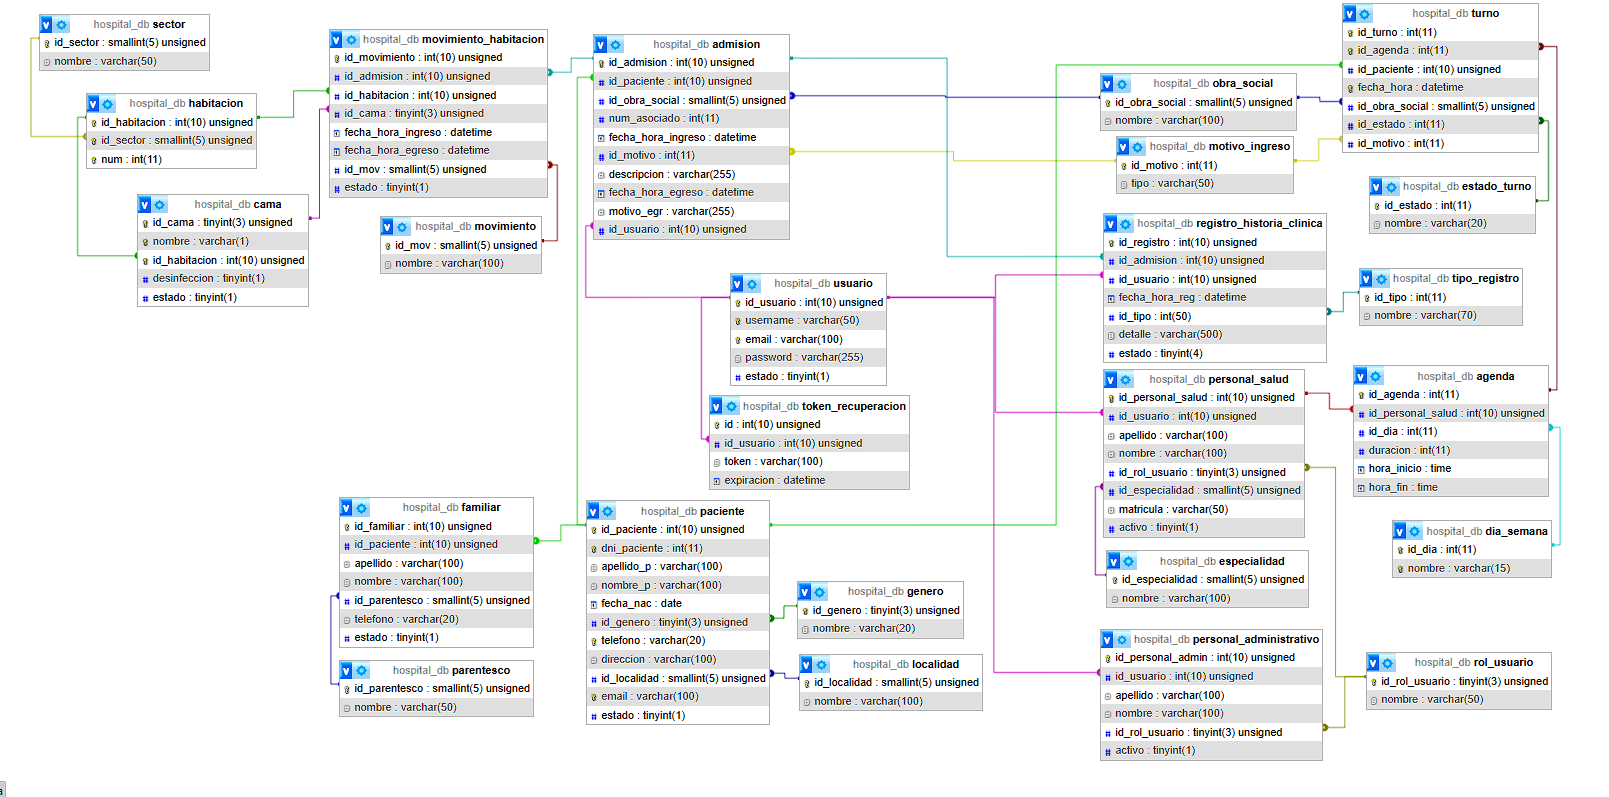 hospital_db sector
id_sector : smallint(5) unsigned
nombre : varchar(50)
hospital_db habitacion
id_habitacion : int(10) unsigned
id_sector : smallint(5) unsigned
num : int(11)
hospital_db cama
id_cama : tinyint(3) unsigned
nombre : varchar(1)
id_habitacion : int(10) unsigned
desinfeccion : tinyint(1)
estado : tinyint(1)
hospital_db movimiento_habitacion
id_movimiento : int(10) unsigned
id_admision : int(10) unsigned
id_habitacion : int(10) unsigned
id_cama : tinyint(3) unsigned
fecha_hora_ingreso : datetime
fecha_hora_egreso : datetime
id_mov : smallint(5) unsigned
estado : tinyint(1)
hospital_db movimiento
id_mov : smallint(5) unsigned
nombre : varchar(100)
hospital_db admision
id_admision : int(10) unsigned
id_paciente : int(10) unsigned
id_obra_social : smallint(5) unsigned
num_asociado : int(11)
fecha_hora_ingreso : datetime
id_motivo : int(11)
descripcion : varchar(255)
fecha_hora_egreso : datetime
motivo_egr : varchar(255)
id_usuario : int(10) unsigned
hospital_db usuario
id_usuario : int(10) unsigned
username : varchar(50)
email : varchar(100)
password : varchar(255)
estado : tinyint(1)
hospital_db token_recuperacion
id : int(10) unsigned
id_usuario : int(10) unsigned
token : varchar(100)
expiracion : datetime
hospital_db familiar
id_familiar : int(10) unsigned
id_paciente : int(10) unsigned
apellido : varchar(100)
nombre : varchar(100)
id_parentesco : smallint(5) unsigned
telefono : varchar(20)
estado : tinyint(1)
hospital_db parentesco
id_parentesco : smallint(5) unsigned
nombre : varchar(50)
hospital_db paciente
id_paciente : int(10) unsigned
dni_paciente : int(11)
apellido_p : varchar(100)
nombre_p : varchar(100)
fecha_nac : date
id_genero : tinyint(3) unsigned
telefono : varchar(20)
direccion : varchar(100)
id_localidad : smallint(5) unsigned
email : varchar(100)
estado : tinyint(1)
hospital_db genero
id_genero : tinyint(3) unsigned
nombre : varchar(20)
hospital_db localidad
id_localidad : smallint(5) unsigned
nombre : varchar(100)
hospital_db obra_social
id_obra_social : smallint(5) unsigned
nombre : varchar(100)
hospital_db motivo_ingreso
id_motivo : int(11)
tipo : varchar(50)
hospital_db registro_historia_clinica
id_registro : int(10) unsigned
id_admision : int(10) unsigned
id_usuario : int(10) unsigned
fecha_hora_reg : datetime
id_tipo : int(50)
detalle : varchar(500)
estado : tinyint(4)
hospital_db personal_salud
id_personal_salud : int(10) unsigned
id_usuario : int(10) unsigned
apellido : varchar(100)
nombre : varchar(100)
id_rol_usuario : tinyint(3) unsigned
id_especialidad : smallint(5) unsigned
matricula : varchar(50)
activo : tinyint(1)
hospital_db especialidad
id_especialidad : smallint(5) unsigned
nombre : varchar(100)
hospital_db personal_administrativo
id_personal_admin : int(10) unsigned
id_usuario : int(10) unsigned
apellido : varchar(100)
nombre : varchar(100)
id_rol_usuario : tinyint(3) unsigned
activo : tinyint(1)
hospital_db turno
id_turno : int(11)
id_agenda : int(11)
id_paciente : int(10) unsigned
fecha_hora : datetime
id_obra_social : smallint(5) unsigned
id_estado : int(11)
id_motivo : int(11)
hospital_db estado_turno
id_estado : int(11)
nombre : varchar(20)
hospital_db tipo_registro
id_tipo : int(11)
nombre : varchar(70)
hospital_db agenda
id_agenda : int(11)
id_personal_salud : int(10) unsigned
id_dia : int(11)
duracion : int(11)
hora_inicio : time
hora_fin : time
hospital_db dia_semana
id_dia : int(11)
nombre : varchar(15)
hospital_db rol_usuario
id_rol_usuario : tinyint(3) unsigned
nombre : varchar(50)